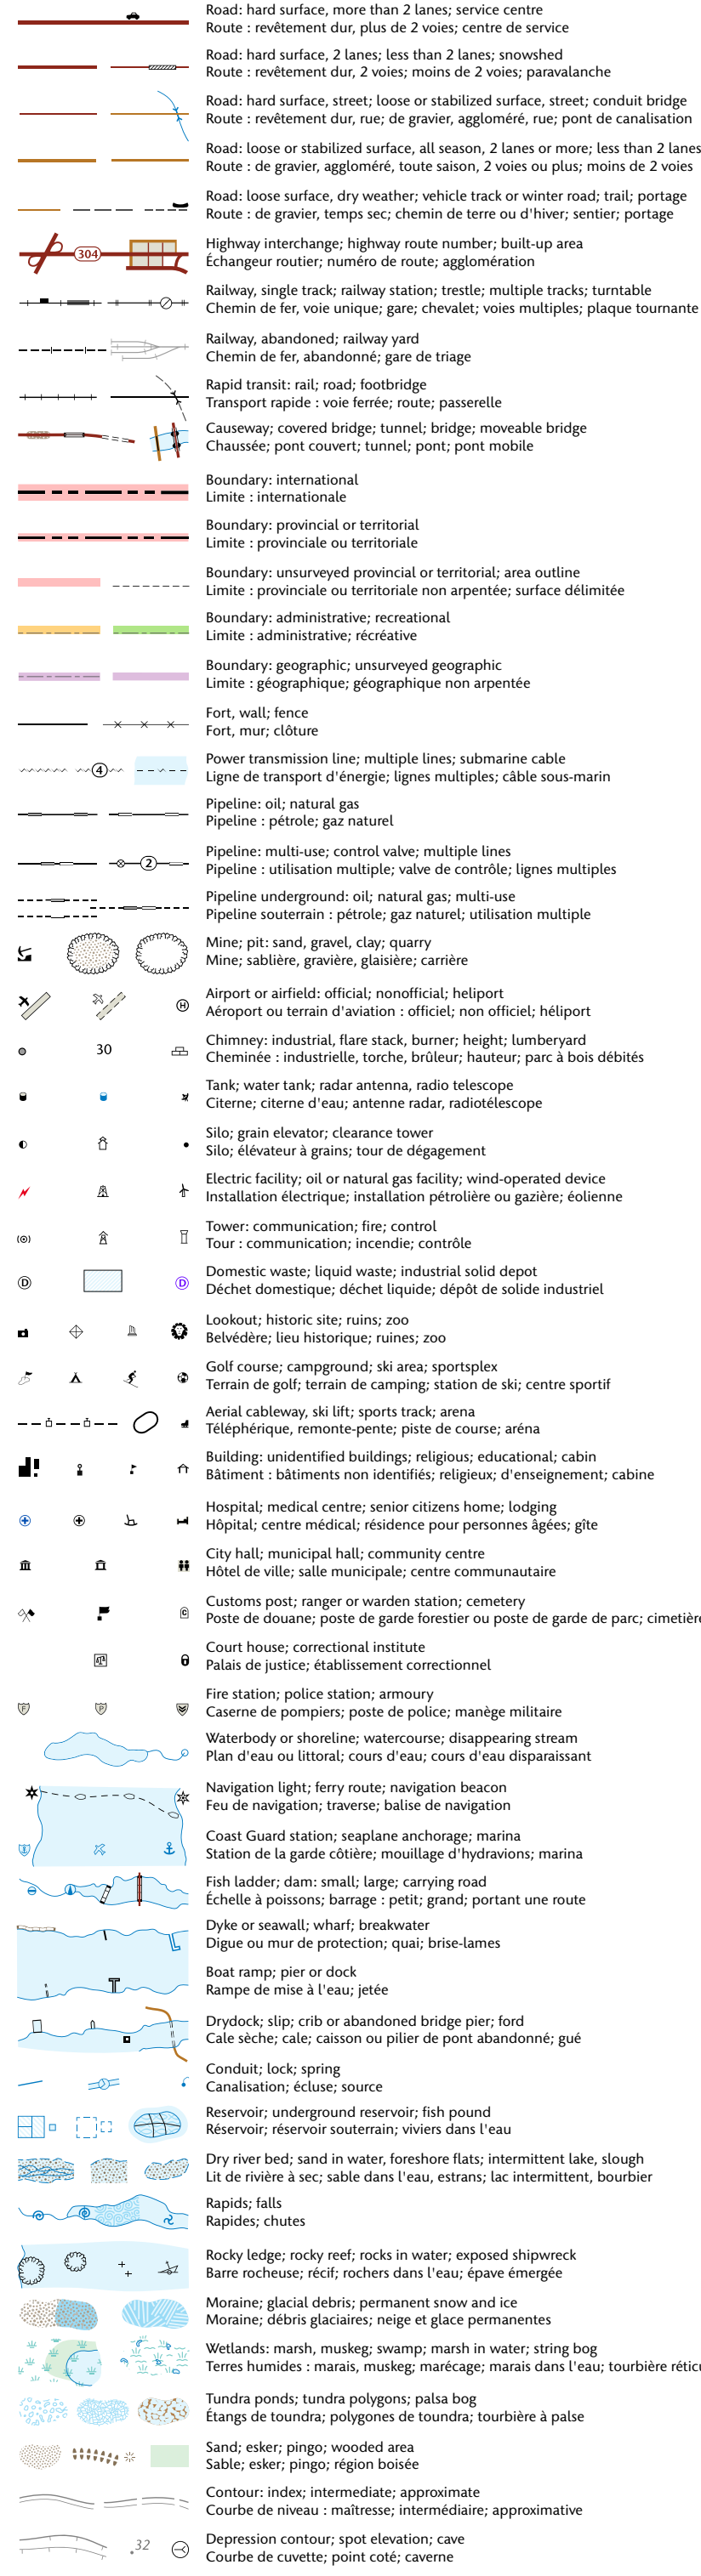 Road: hard surface, more than 2 lanes; service centre
Route : revêtement dur, plus de 2 voies; centre de service
Road: hard surface, 2 lanes; less than 2 lanes; snowshed
Route : revêtement dur, 2 voies; moins de 2 voies; paravalanche
Road: hard surface, street; loose or stabilized surface, street; conduit bridge
Route : revêtement dur, rue; de gravier, aggloméré, rue; pont de canalisation
Road: loose or stabilized surface, all season, 2 lanes or more; less than 2 lanes
Route : de gravier, aggloméré, toute saison, 2 voies ou plus; moins de 2 voies
Road: loose surface, dry weather; vehicle track or winter road; trail; portage
Route : de gravier, temps sec; chemin de terre ou d'hiver; sentier; portage
304
Highway interchange; highway route number; built-up area
Échangeur routier; numéro de route; agglomération
Railway, single track; railway station; trestle; multiple tracks; turntable
Chemin de fer, voie unique; gare; chevalet; voies multiples; plaque tournante
Railway, abandoned; railway yard
Chemin de fer, abandonné; gare de triage
Rapid transit: rail; road; footbridge
Transport rapide : voie ferrée; route; passerelle
Causeway; covered bridge; tunnel; bridge; moveable bridge
Chaussée; pont couvert; tunnel; pont; pont mobile
Boundary: international
Limite : internationale
Boundary: provincial or territorial
Limite : provinciale ou territoriale
Boundary: unsurveyed provincial or territorial; area outline
Limite : provinciale ou territoriale non arpentée; surface délimitée
Boundary: administrative; recreational
Limite : administrative; récréative
Boundary: geographic; unsurveyed geographic
Limite : géographique; géographique non arpentée
Fort, wall; fence
Fort, mur; clôture
4
Power transmission line; multiple lines; submarine cable
Ligne de transport d'énergie; lignes multiples; câble sous-marin
Pipeline: oil; natural gas
Pipeline : pétrole; gaz naturel
2
Pipeline: multi-use; control valve; multiple lines
Pipeline : utilisation multiple; valve de contrôle; lignes multiples
Pipeline underground: oil; natural gas; multi-use
Pipeline souterrain : pétrole; gaz naturel; utilisation multiple
Mine; pit: sand, gravel, clay; quarry
Mine; sablière, gravière, glaisière; carrière
H
Airport or airfield: official; nonofficial; heliport
Aéroport ou terrain d'aviation : officiel; non officiel; héliport
30
Chimney: industrial, flare stack, burner; height; lumberyard
Cheminée : industrielle, torche, brûleur; hauteur; parc à bois débités
Tank; water tank; radar antenna, radio telescope
Citerne; citerne d'eau; antenne radar, radiotélescope
Silo; grain elevator; clearance tower
Silo; élévateur à grains; tour de dégagement
Electric facility; oil or natural gas facility; wind-operated device
Installation électrique; installation pétrolière ou gazière; éolienne
Tower: communication; fire; control
Tour : communication; incendie; contrôle
D D
Domestic waste; liquid waste; industrial solid depot
Déchet domestique; déchet liquide; dépôt de solide industriel
Lookout; historic site; ruins; zoo
Belvédère; lieu historique; ruines; zoo
Golf course; campground; ski area; sportsplex
Terrain de golf; terrain de camping; station de ski; centre sportif
Aerial cableway, ski lift; sports track; arena
Téléphérique, remonte-pente; piste de course; aréna
Building: unidentified buildings; religious; educational; cabin
Bâtiment : bâtiments non identifiés; religieux; d'enseignement; cabine
Hospital; medical centre; senior citizens home; lodging
Hôpital; centre médical; résidence pour personnes âgées; gîte
City hall; municipal hall; community centre
Hôtel de ville; salle municipale; centre communautaire
C
Customs post; ranger or warden station; cemetery
Poste de douane; poste de garde forestier ou poste de garde de parc; cimetière
Court house; correctional institute
Palais de justice; établissement correctionnel
F P
Fire station; police station; armoury
Caserne de pompiers; poste de police; manège militaire
Waterbody or shoreline; watercourse; disappearing stream
Plan d'eau ou littoral; cours d'eau; cours d'eau disparaissant
Navigation light; ferry route; navigation beacon
Feu de navigation; traverse; balise de navigation
Coast Guard station; seaplane anchorage; marina
Station de la garde côtière; mouillage d'hydravions; marina
Fish ladder; dam: small; large; carrying road
Échelle à poissons; barrage : petit; grand; portant une route
Dyke or seawall; wharf; breakwater
Digue ou mur de protection; quai; brise-lames
Boat ramp; pier or dock
Rampe de mise à l'eau; jetée
Drydock; slip; crib or abandoned bridge pier; ford
Cale sèche; cale; caisson ou pilier de pont abandonné; gué
Conduit; lock; spring
Canalisation; écluse; source
Reservoir; underground reservoir; fish pound
Réservoir; réservoir souterrain; viviers dans l'eau
Dry river bed; sand in water, foreshore flats; intermittent lake, slough
Lit de rivière à sec; sable dans l'eau, estrans; lac intermittent, bourbier
Rapids; falls
Rapides; chutes
Rocky ledge; rocky reef; rocks in water; exposed shipwreck
Barre rocheuse; récif; rochers dans l'eau; épave émergée
Moraine; glacial debris; permanent snow and ice
Moraine; débris glaciaires; neige et glace permanentes
Wetlands: marsh, muskeg; swamp; marsh in water; string bog
Terres humides : marais, muskeg; marécage; marais dans l'eau; tourbière
Tundra ponds; tundra polygons; palsa bog
Étangs de toundra; polygones de toundra; tourbière à palse
Sand; esker; pingo; wooded area
Sable; esker; pingo; région boisée
Contour: index; intermediate; approximate
Courbe de niveau : maîtresse; intermédiaire; approximative
.32
Depression contour; spot elevation; cave
Courbe de cuvette; point coté; caverne